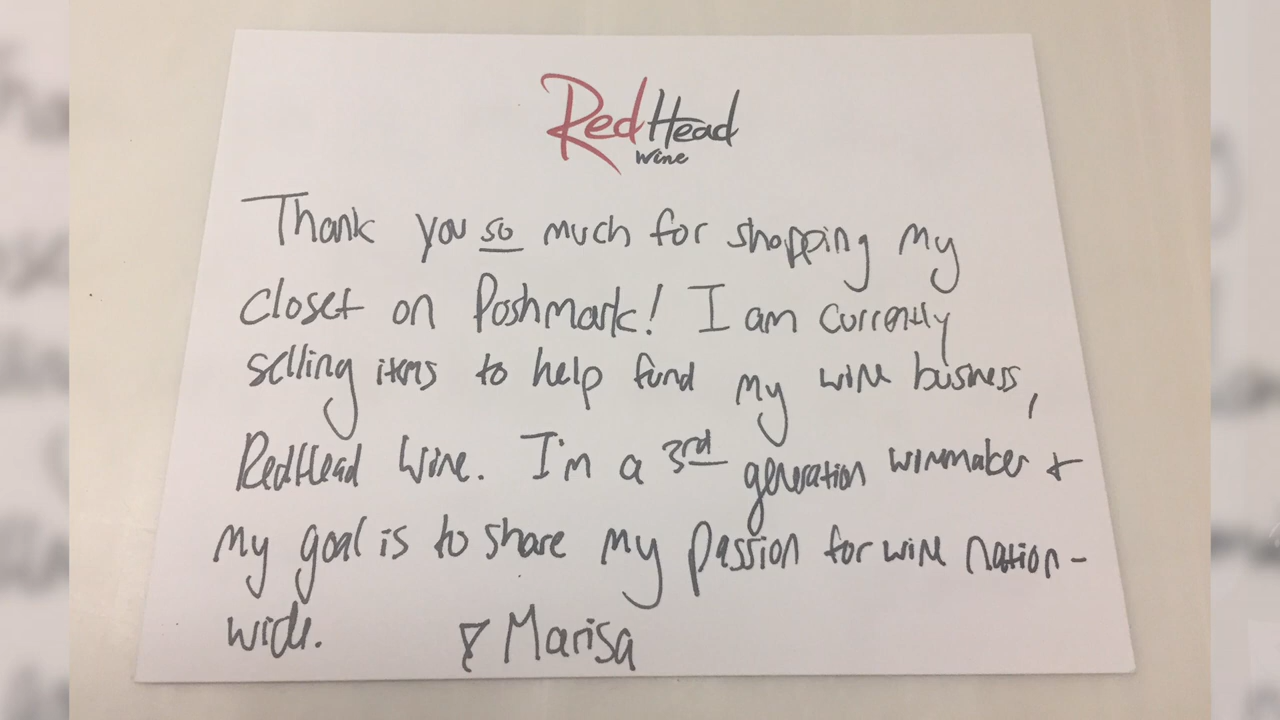 RedHead
wine
Thank you so much for shopping my
closet on Poshmark! I am currently
selling items to help fund my wine business,
RedHead Wine. I'm a 3rd generation winemaker +
my goal is to share my passion for wine nation-
wide. Marisa